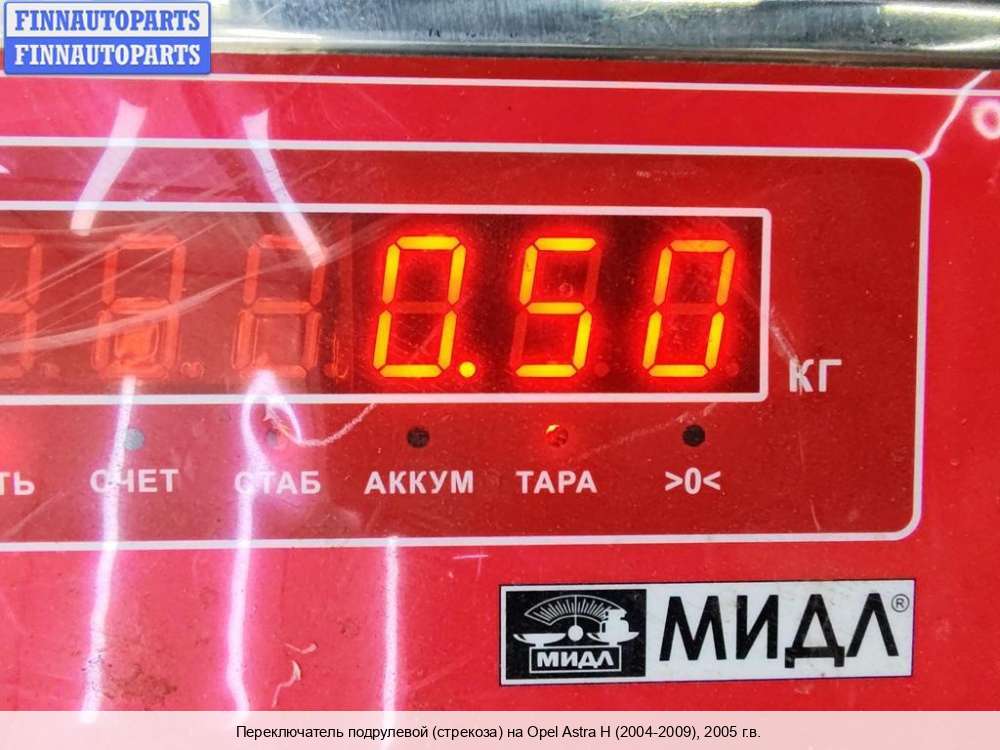 FINNAUTOPARTS
FINNAUTOPARTS
0.50
кг
ТЬ СЧЕТ СТАБ АККУМ ТАРА >0<
МИДЛ МИДЛ®
Переключатель подрулевой (стрекоза) на Opel Astra H (2004-2009), 2005 г.в.